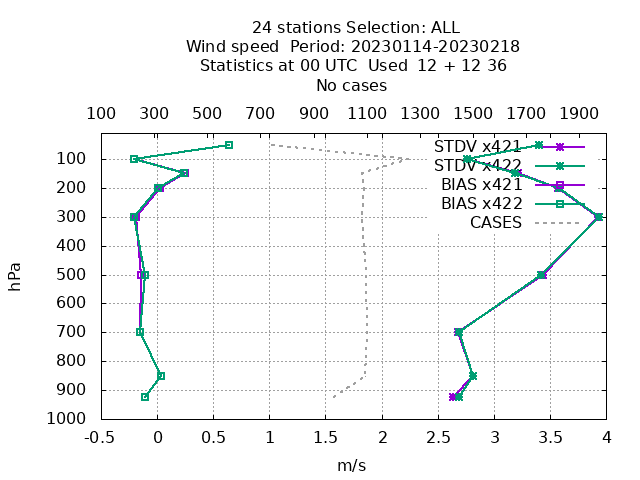 24 stations Selection: ALL
Wind speed  Period: 20230114-20230218
Statistics at 00 UTC  Used  12 + 12 36
No cases
100 300 500 700 900 1100 1300 1500 1700 1900
STDV x421
STDV x422
BIAS x421
BIAS x422
CASES
100
200
300
400
500
600
700
800
900
1000
hPa
-0.5 0 0.5 1 1.5 2 2.5 3 3.5 4
m/s